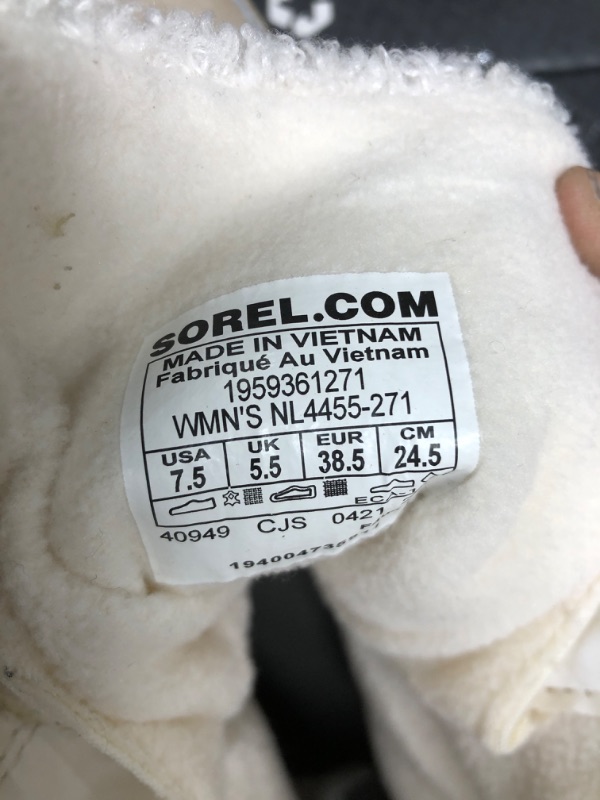 SOREL.COM
MADE IN VIETNAM
Fabriqué Au Vietnam
1959361271
WMN'S NL4455-271
USA UK EUR CM
7.5 5.5 38.5 24.5
40949 CJS 0421